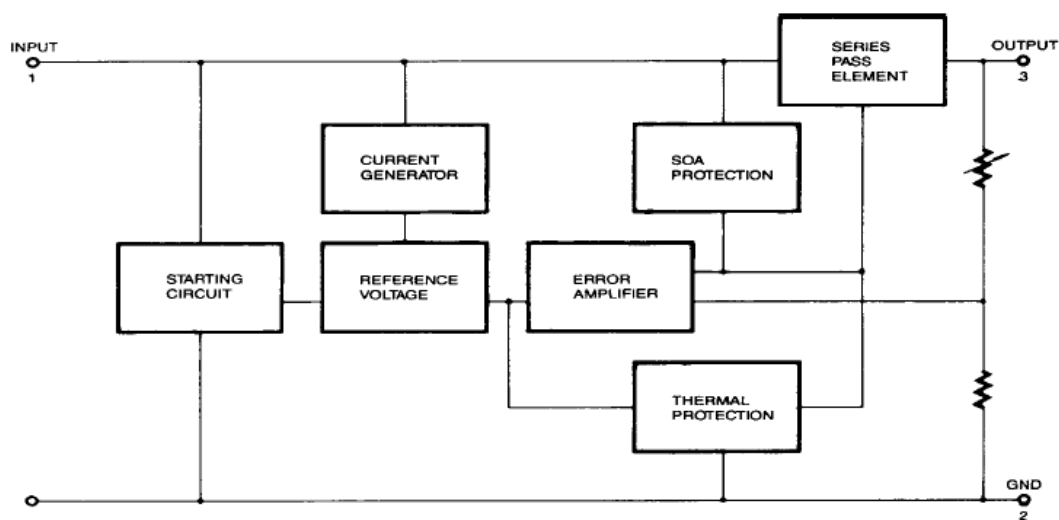 INPUT
1
SERIES
PASS
ELEMENT
OUTPUT
3
CURRENT
GENERATOR
SOA
PROTECTION
STARTING
CIRCUIT
REFERENCE
VOLTAGE
ERROR
AMPLIFIER
THERMAL
PROTECTION
GND
2